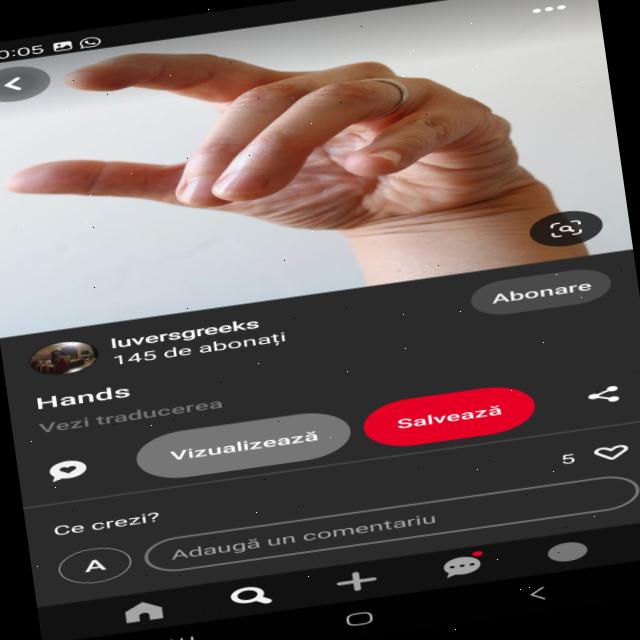 0:05
luversgreeks
145 de abonați
Abonare
Hands
Vezi traducerea
Vizualizează
Salvează
5
Ce crezi?
A
Adaugă un comentariu